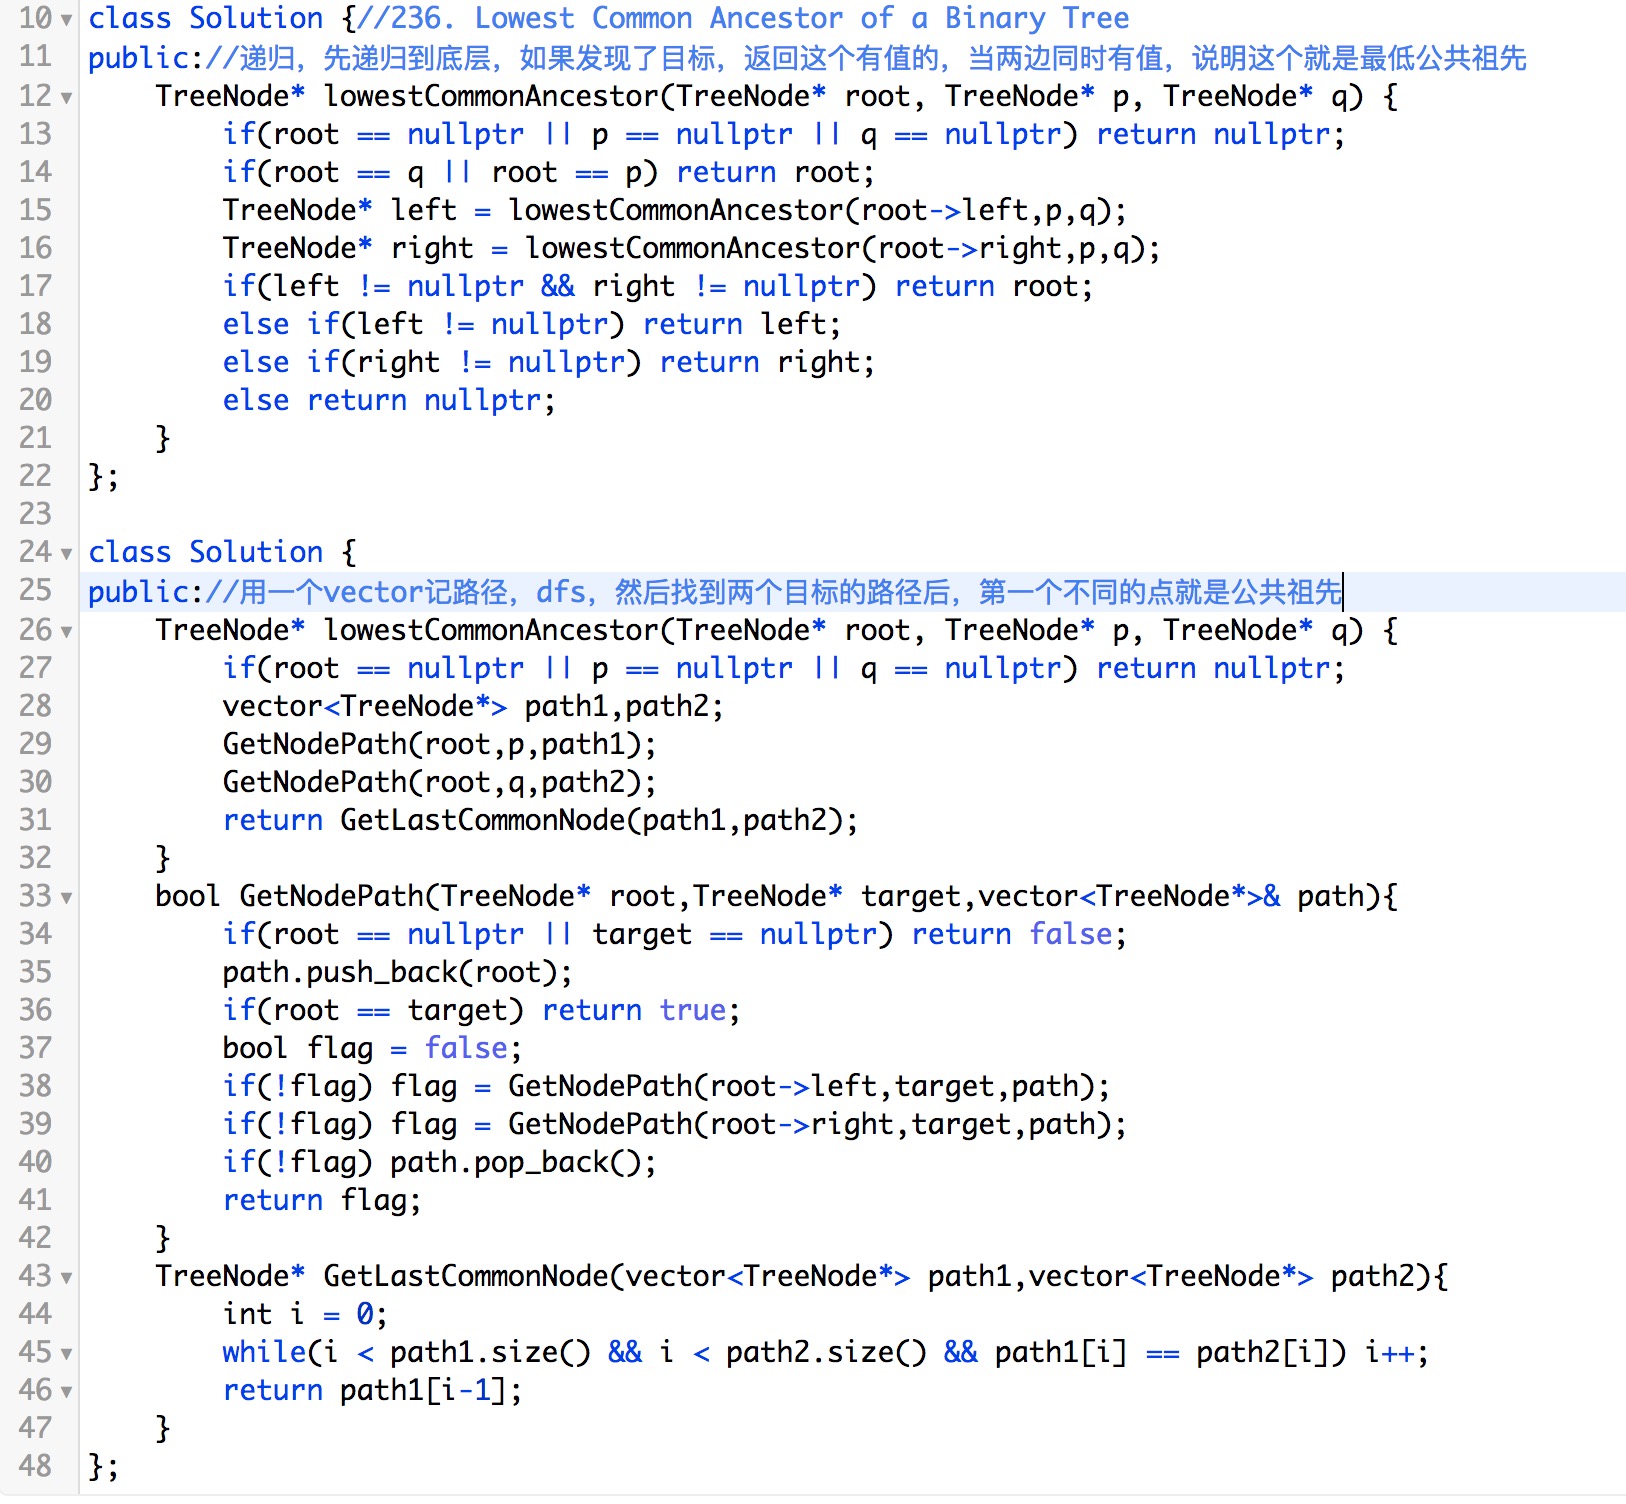 10 class Solution {//236. Lowest Common Ancestor of a Binary Tree
11 public://递归，先递归到底层，如果发现了目标，返回这个有值的，当两边同时有值，说明这个就是最低公共祖先
12     TreeNode* lowestCommonAncestor(TreeNode* root, TreeNode* p, TreeNode* q) {
13         if(root == nullptr || p == nullptr || q == nullptr) return nullptr;
14         if(root == q || root == p) return root;
15         TreeNode* left = lowestCommonAncestor(root->left,p,q);
16         TreeNode* right = lowestCommonAncestor(root->right,p,q);
17         if(left != nullptr && right != nullptr) return root;
18         else if(left != nullptr) return left;
19         else if(right != nullptr) return right;
20         else return nullptr;
21     }
22 };
23
24 class Solution {
25 public://用一个vector记路径，dfs，然后找到两个目标的路径后，第一个不同的点就是公共祖先
26     TreeNode* lowestCommonAncestor(TreeNode* root, TreeNode* p, TreeNode* q) {
27         if(root == nullptr || p == nullptr || q == nullptr) return nullptr;
28         vector<TreeNode*> path1,path2;
29         GetNodePath(root,p,path1);
30         GetNodePath(root,q,path2);
31         return GetLastCommonNode(path1,path2);
32     }
33     bool GetNodePath(TreeNode* root,TreeNode* target,vector<TreeNode*>& path){
34         if(root == nullptr || target == nullptr) return false;
35         path.push_back(root);
36         if(root == target) return true;
37         bool flag = false;
38         if(!flag) flag = GetNodePath(root->left,target,path);
39         if(!flag) flag = GetNodePath(root->right,target,path);
40         if(!flag) path.pop_back();
41         return flag;
42     }
43     TreeNode* GetLastCommonNode(vector<TreeNode*> path1,vector<TreeNode*> path2){
44         int i = 0;
45         while(i < path1.size() && i < path2.size() && path1[i] == path2[i]) i++;
46         return path1[i-1];
47     }
48 };